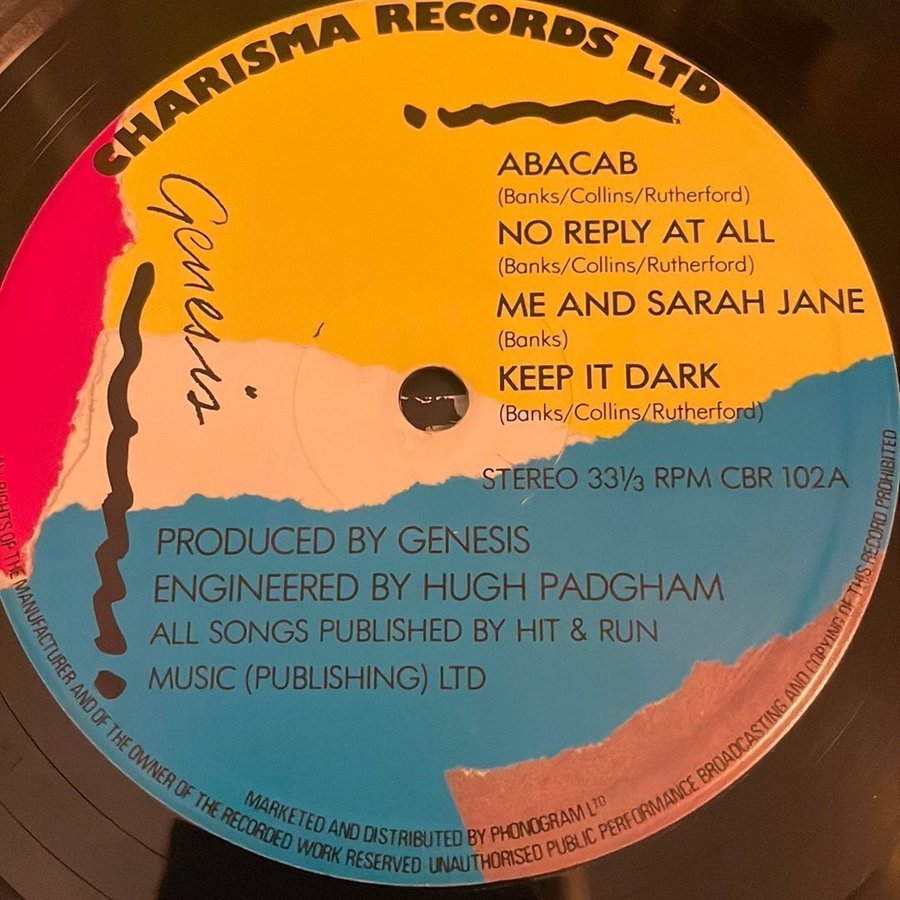 CHARISMA RECORDS LTD
Genesis
ABACAB
(Banks/Collins/Rutherford)
NO REPLY AT ALL
(Banks/Collins/Rutherford)
ME AND SARAH JANE
(Banks)
KEEP IT DARK
(Banks/Collins/Rutherford)
STEREO 33⅓ RPM CBR 102A
PRODUCED BY GENESIS
ENGINEERED BY HUGH PADGHAM
ALL SONGS PUBLISHED BY HIT & RUN
MUSIC (PUBLISHING) LTD
MARKETED AND DISTRIBUTED BY PHONOGRAM LTD
RIGHTS OF THE MANUFACTURER AND OF THE OWNER OF THE RECORDED WORK RESERVED UNAUTHORISED PUBLIC PERFORMANCE BROADCASTING AND COPYING OF THIS RECORD PROHIBITED